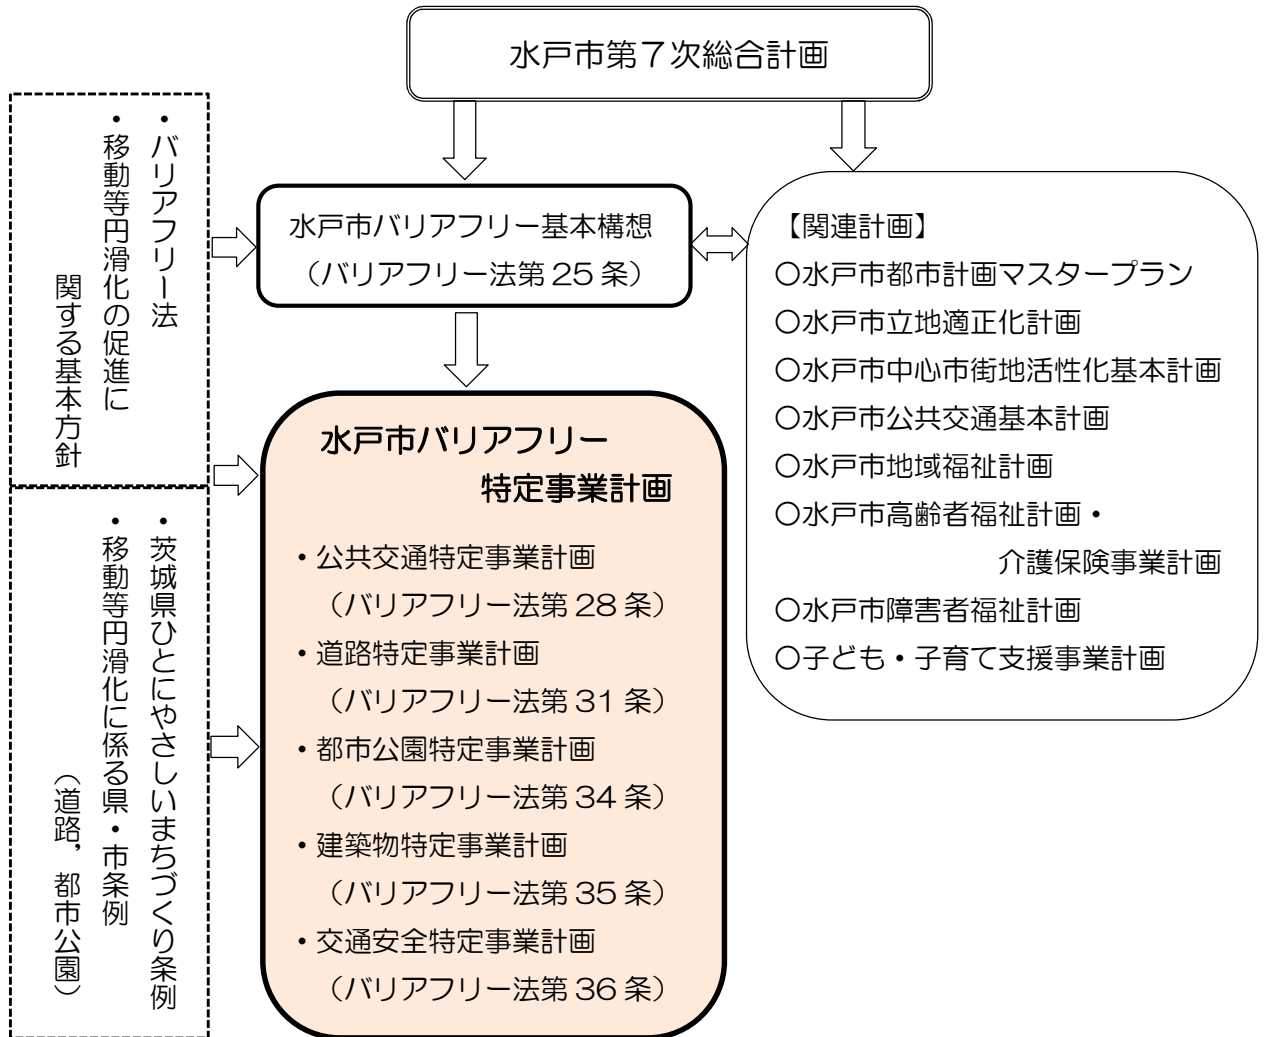 水戸市第７次総合計画
・バリアフリー法
・移動等円滑化の促進に
関する基本方針
・茨城県ひとにやさしいまちづくり条例
・移動等円滑化に係る県・市条例
（道路，都市公園）
水戸市バリアフリー基本構想
（バリアフリー法第 25 条）
水戸市バリアフリー
特定事業計画
・公共交通特定事業計画
（バリアフリー法第 28 条）
・道路特定事業計画
（バリアフリー法第 31 条）
・都市公園特定事業計画
（バリアフリー法第 34 条）
・建築物特定事業計画
（バリアフリー法第 35 条）
・交通安全特定事業計画
（バリアフリー法第 36 条）
【関連計画】
〇水戸市都市計画マスタープラン
〇水戸市立地適正化計画
〇水戸市中心市街地活性化基本計画
〇水戸市公共交通基本計画
〇水戸市地域福祉計画
〇水戸市高齢者福祉計画・
介護保険事業計画
〇水戸市障害者福祉計画
〇子ども・子育て支援事業計画